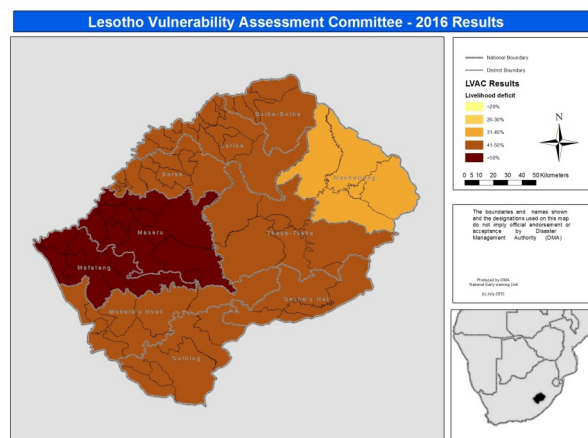 Lesotho Vulnerability Assessment Committee - 2016 Results
National Boundary
District Boundary
LVAC Results
Livelihood deficit
<20%
20-30%
31-40%
41-50%
>50%
N
0 5 10 20 30 40 50 Kilometers
The boundaries and names shown
and the designations used on this map
do not imply official endorsement or
acceptance by Disaster
Management Authority (DMA)
Produced by DMA
National Early warning Unit
Butha-Buthe
Leribe
Berea
Mokhotlong
Maseru
Thaba-Tseka
Mafeteng
Qacha's Nek
Mohale's Hoek
Quthing